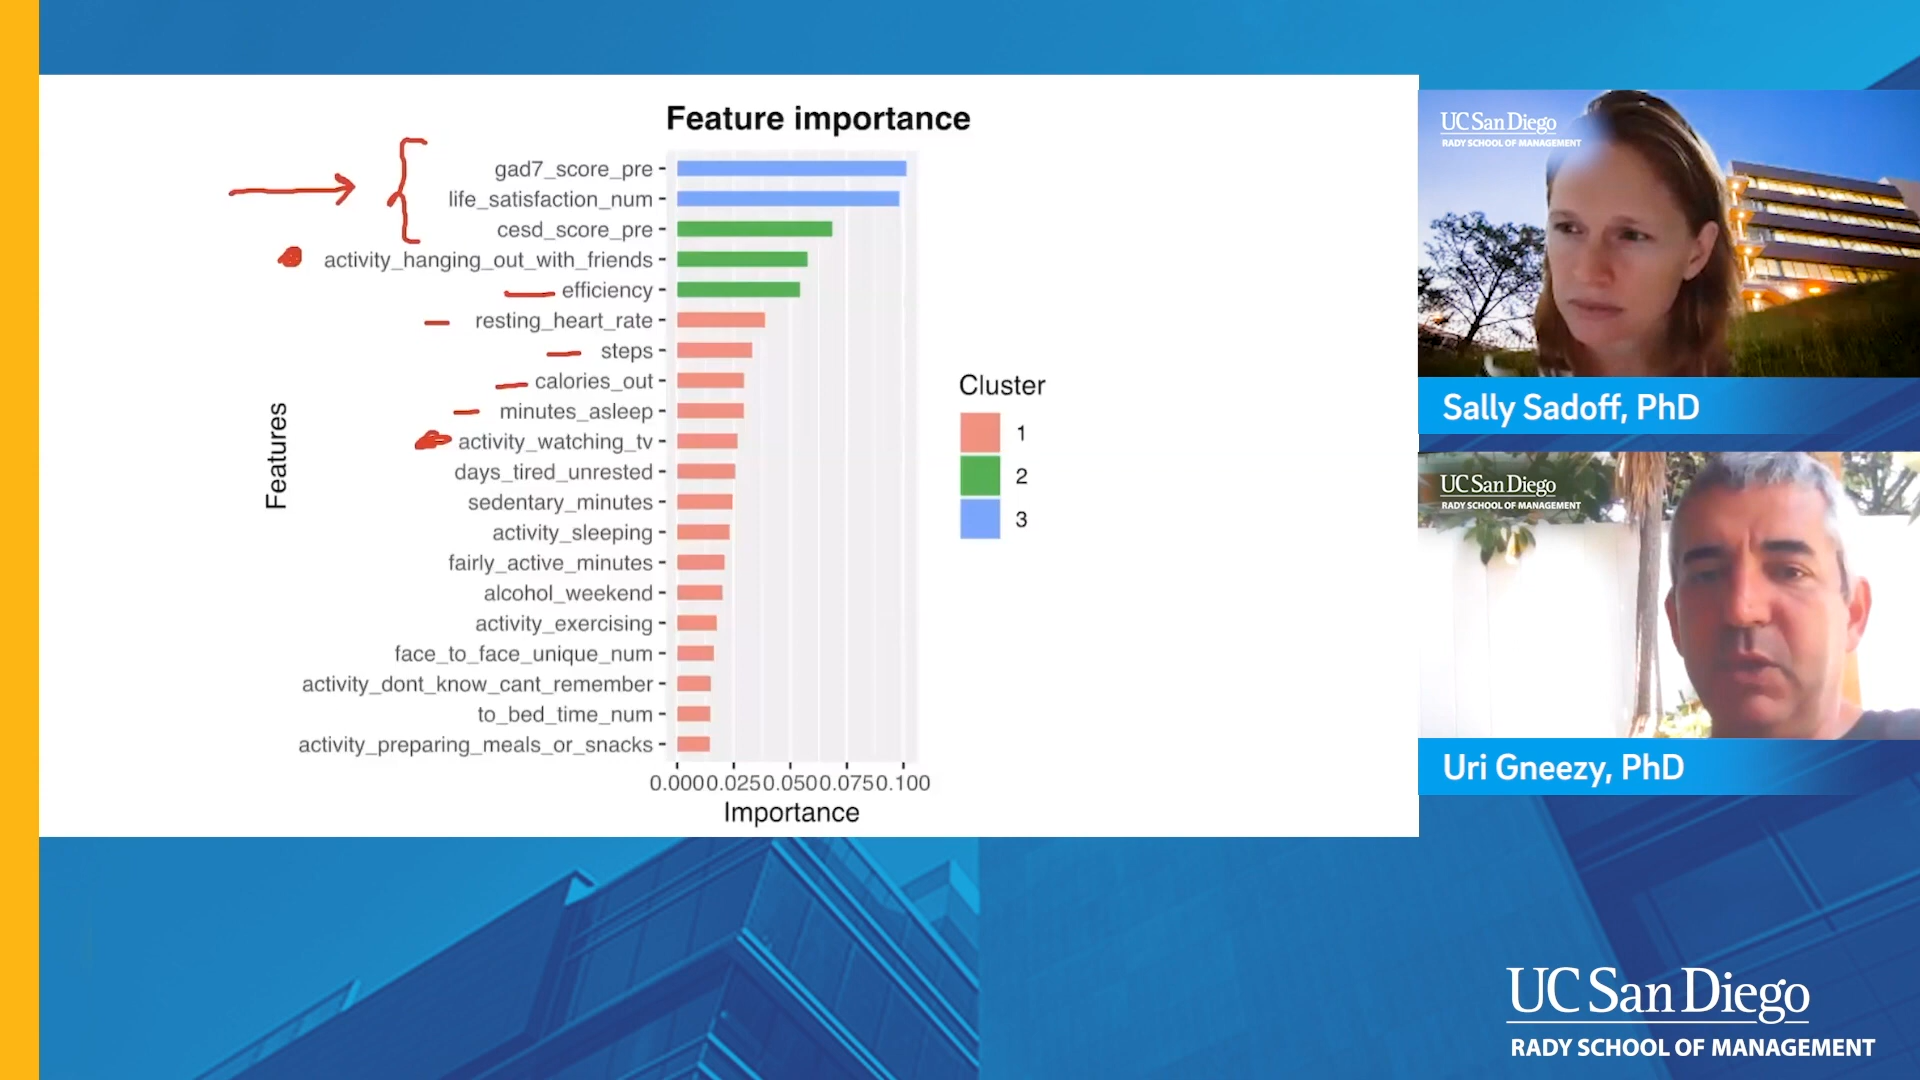 Feature importance
gad7_score_pre
life_satisfaction_num
cesd_score_pre
activity_hanging_out_with_friends
efficiency
resting_heart_rate
steps
calories_out
minutes_asleep
activity_watching_tv
days_tired_unrested
sedentary_minutes
activity_sleeping
fairly_active_minutes
alcohol_weekend
activity_exercising
face_to_face_unique_num
activity_dont_know_cant_remember
to_bed_time_num
activity_preparing_meals_or_snacks
Features
0.000 0.025 0.050 0.075 0.100
Importance
Cluster
1
2
3
UC San Diego
RADY SCHOOL OF MANAGEMENT
Sally Sadoff, PhD
UC San Diego
RADY SCHOOL OF MANAGEMENT
Uri Gneezy, PhD
UC San Diego
RADY SCHOOL OF MANAGEMENT